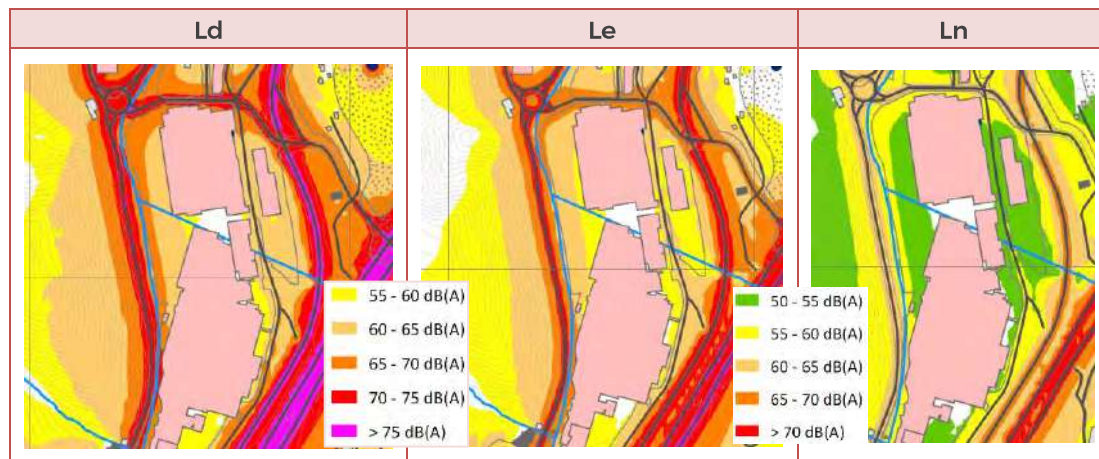 Ld
Le
Ln
55 - 60 dB(A)
60 - 65 dB(A)
65 - 70 dB(A)
70 - 75 dB(A)
> 75 dB(A)
50 - 55 dB(A)
55 - 60 dB(A)
60 - 65 dB(A)
65 - 70 dB(A)
> 70 dB(A)